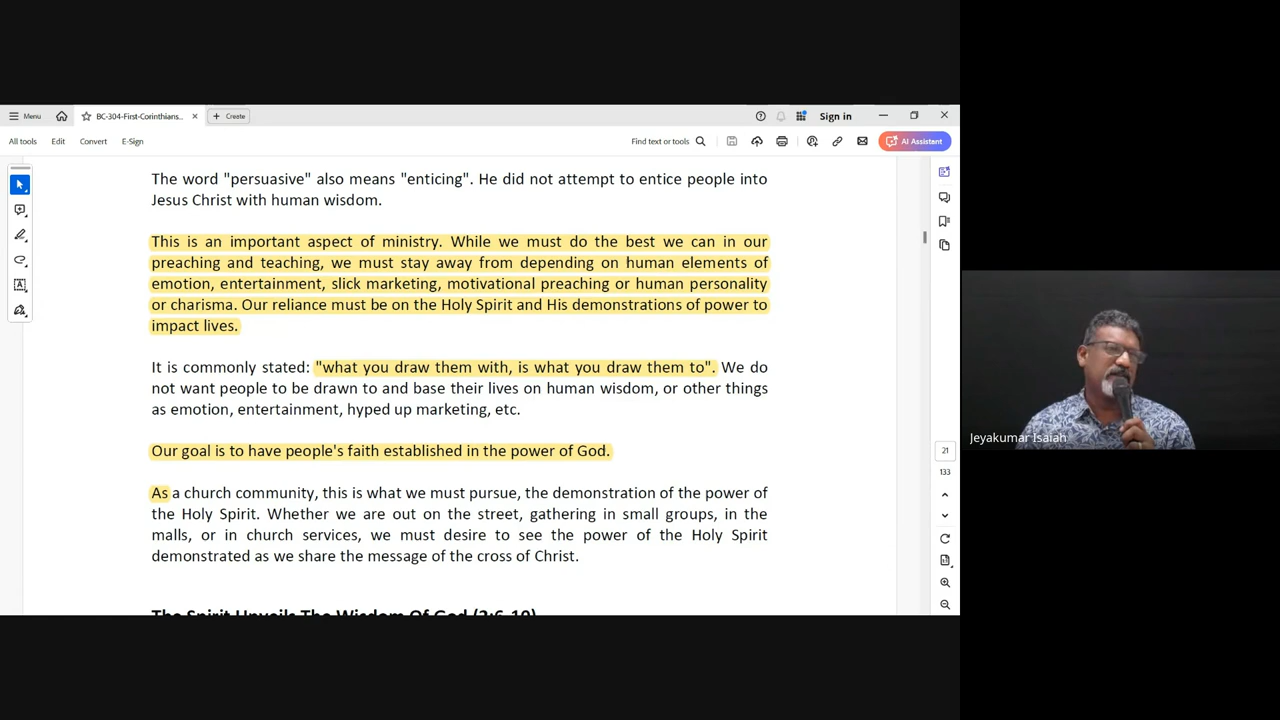 Menu
BC-304-First-Corinthians...
Create
Sign in
All tools
Edit
Convert
E-Sign
Find text or tools
AI Assistant
The word "persuasive" also means "enticing". He did not attempt to entice people into
Jesus Christ with human wisdom.
This is an important aspect of ministry. While we must do the best we can in our
preaching and teaching, we must stay away from depending on human elements of
emotion, entertainment, slick marketing, motivational preaching or human personality
or charisma. Our reliance must be on the Holy Spirit and His demonstrations of power to
impact lives.
It is commonly stated: "what you draw them with, is what you draw them to". We do
not want people to be drawn to and base their lives on human wisdom, or other things
as emotion, entertainment, hyped up marketing, etc.
Our goal is to have people's faith established in the power of God.
As a church community, this is what we must pursue, the demonstration of the power of
the Holy Spirit. Whether we are out on the street, gathering in small groups, in the
malls, or in church services, we must desire to see the power of the Holy Spirit
demonstrated as we share the message of the cross of Christ.
The Spirit Unveils The Wisdom Of God (2:6-10)
21
133
Jeyakumar Isaiah